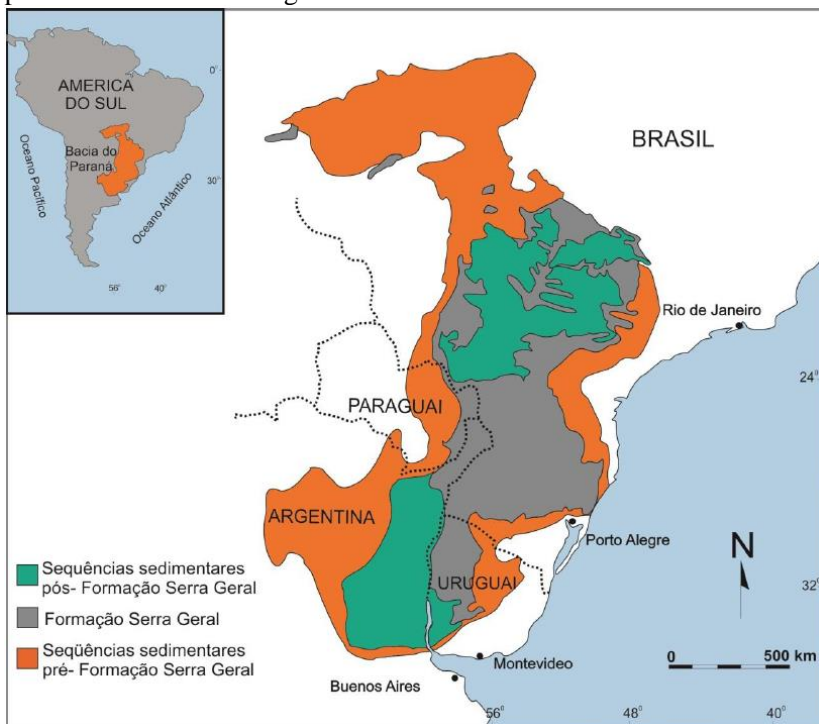 AMERICA
DO SUL
Bacia do
Paraná
Oceano Pacífico
Oceano Atlântico
0°
30°
56°
40°
BRASIL
Rio de Janeiro
24°
PARAGUAI
ARGENTINA
Porto Alegre
URUGUAI
N
32°
Sequências sedimentares
pós- Formação Serra Geral
Formação Serra Geral
Seqüências sedimentares
pré- Formação Serra Geral
Montevideo
Buenos Aires
0 500 km
56°
48°
40°